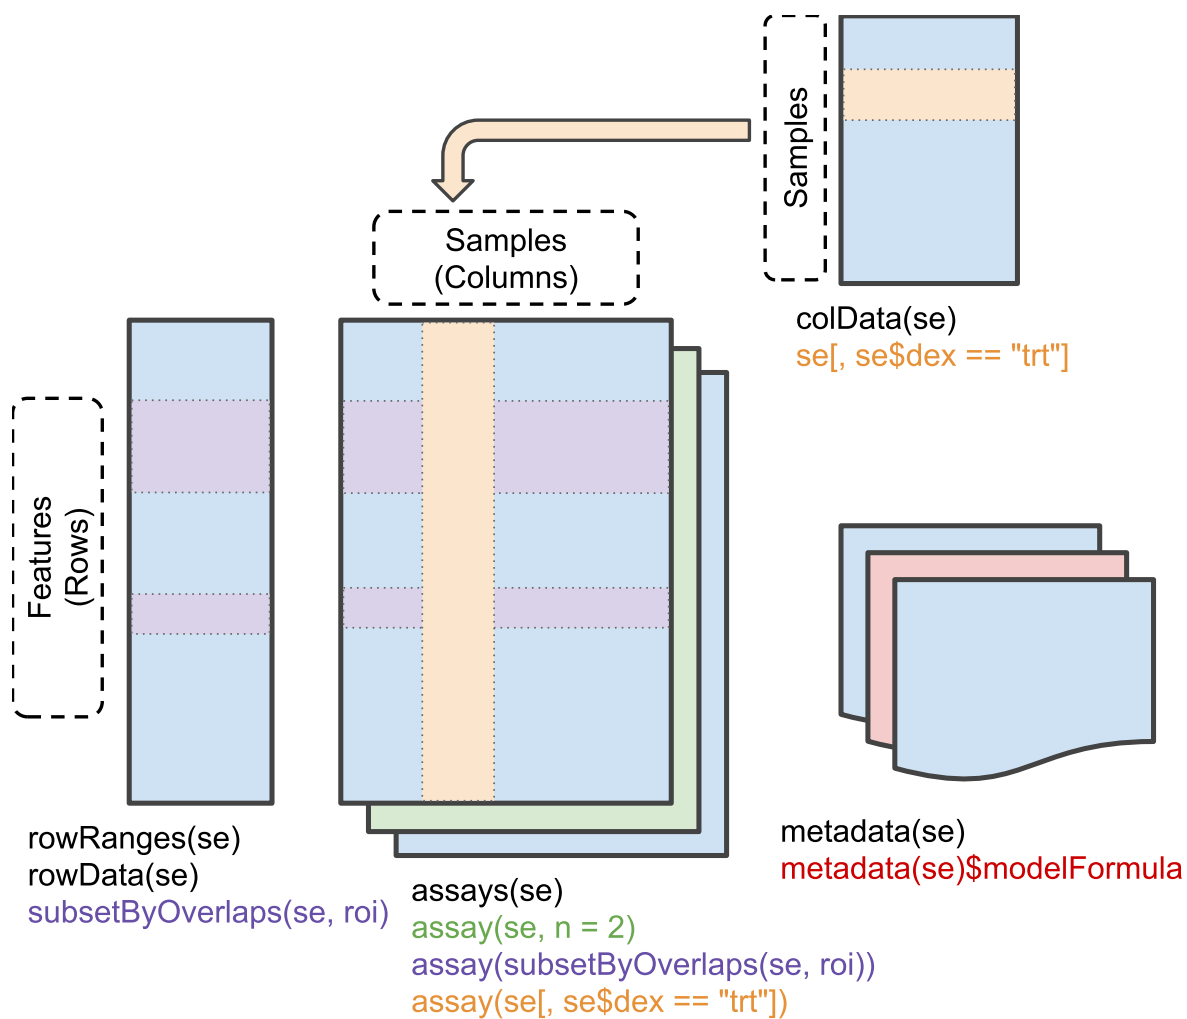 Samples
Samples
(Columns)
colData(se)
se[, se$dex == "trt"]
Features
(Rows)
rowRanges(se)
rowData(se)
subsetByOverlaps(se, roi)
assays(se)
assay(se, n = 2)
assay(subsetByOverlaps(se, roi))
assay(se[, se$dex == "trt"])
metadata(se)
metadata(se)$modelFormula